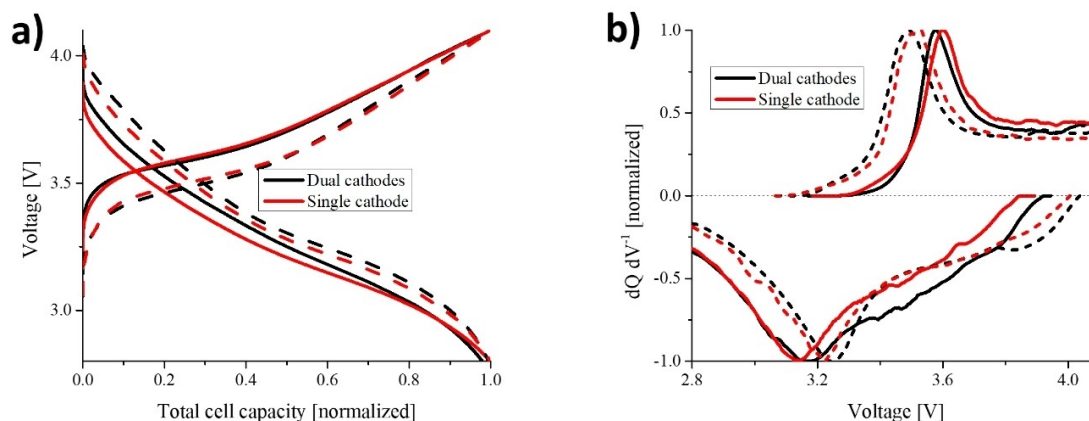 a)
4.0
3.5
3.0
Voltage [V]
Dual cathodes
Single cathode
0.0 0.2 0.4 0.6 0.8 1.0
Total cell capacity [normalized]
b)
1.0
0.5
0.0
-0.5
-1.0
dQ dV⁻¹ [normalized]
Dual cathodes
Single cathode
2.8 3.2 3.6 4.0
Voltage [V]